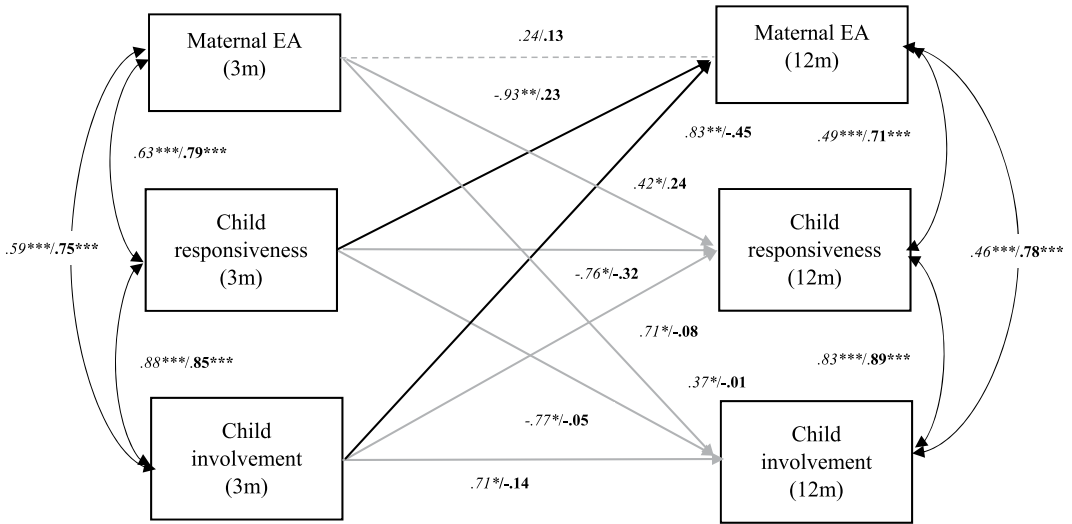 Maternal EA
(3m)
Maternal EA
(12m)
.24/.13
-.93**/.23
.83**/-.45
.49***/.71***
.63***/.79***
.42*/.24
Child
responsiveness
(3m)
Child
responsiveness
(12m)
.59***/.75***
.46***/.78***
-.76*/-.32
.71*/-.08
.88***/.85***
.83***/.89***
.37*/-.01
Child
involvement
(3m)
-.77*/-.05
Child
involvement
(12m)
.71*/-.14